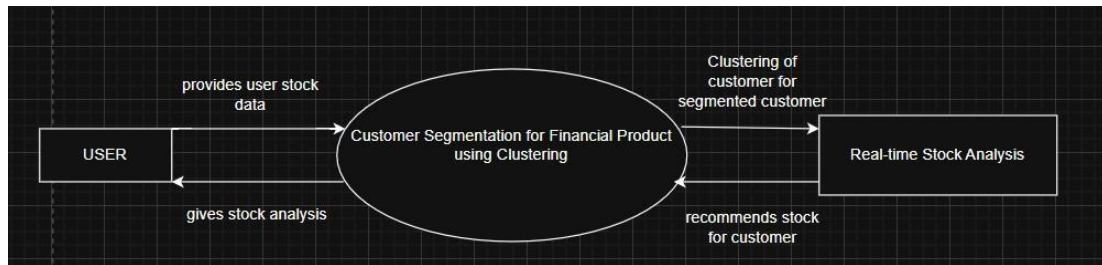 provides user stock
data
USER
gives stock analysis
Customer Segmentation for Financial Product
using Clustering
Clustering of
customer for
segmented customer
Real-time Stock Analysis
recommends stock
for customer